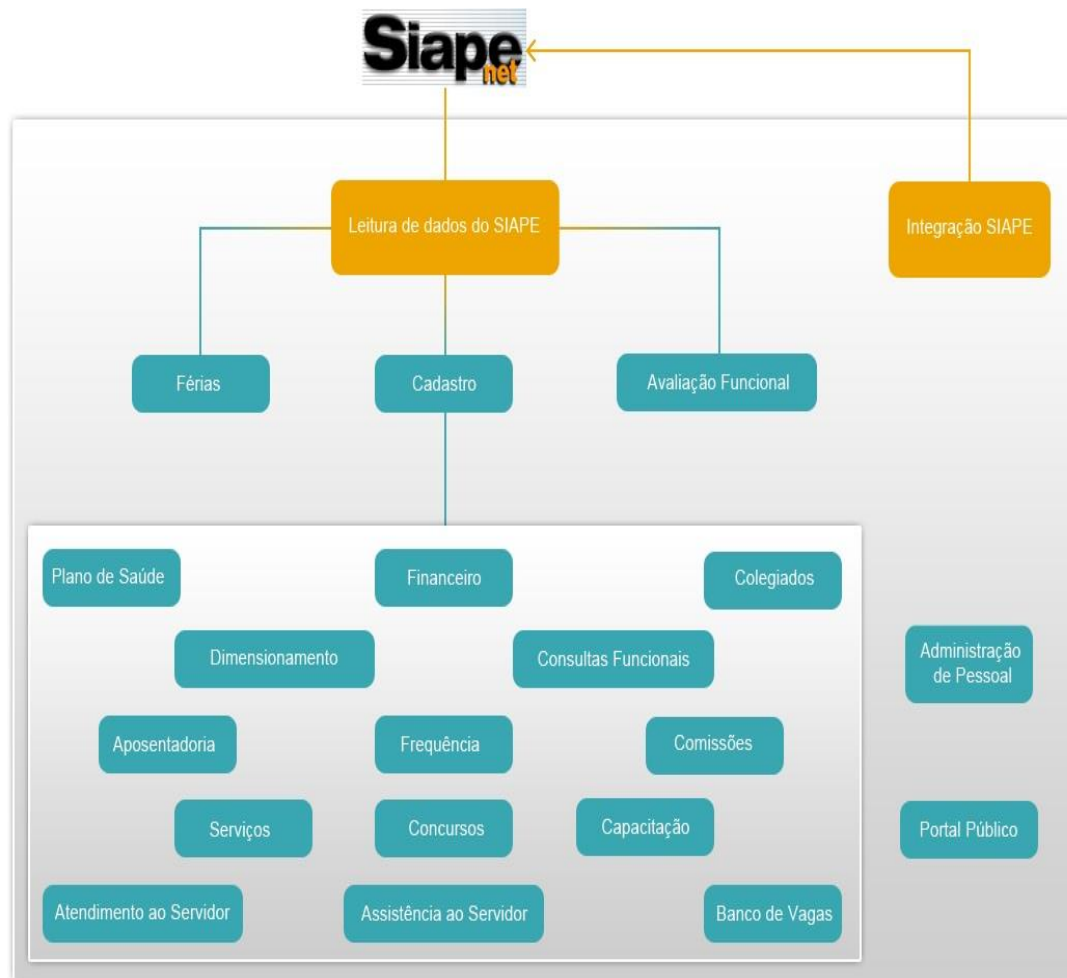 Siape
net
Leitura de dados do SIAPE
Integração SIAPE
Férias
Cadastro
Avaliação Funcional
Plano de Saúde
Financeiro
Colegiados
Dimensionamento
Consultas Funcionais
Administração
de Pessoal
Aposentadoria
Frequência
Comissões
Serviços
Concursos
Capacitação
Portal Público
Atendimento ao Servidor
Assistência ao Servidor
Banco de Vagas